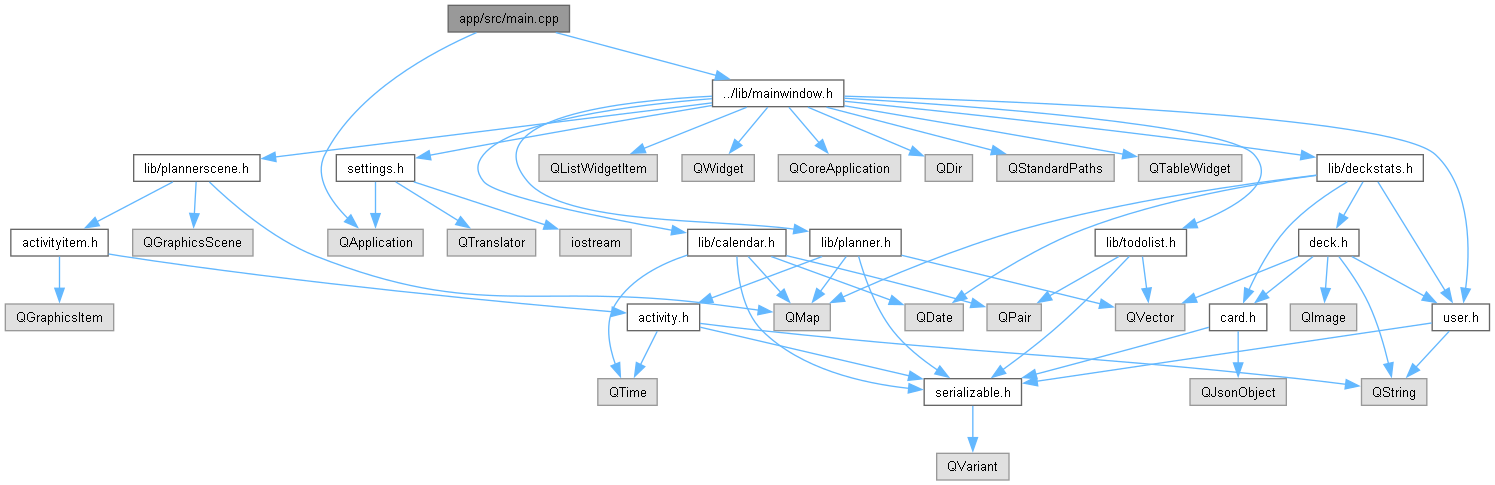 app/src/main.cpp
../lib/mainwindow.h
lib/plannerscene.h
settings.h
QListWidgetItem
QWidget
QCoreApplication
QDir
QStandardPaths
QTableWidget
lib/deckstats.h
activityitem.h
QGraphicsScene
QApplication
QTranslator
iostream
lib/calendar.h
lib/planner.h
lib/todolist.h
deck.h
QGraphicsItem
activity.h
QMap
QDate
QPair
QVector
card.h
QImage
user.h
QTime
serializable.h
QJsonObject
QString
QVariant